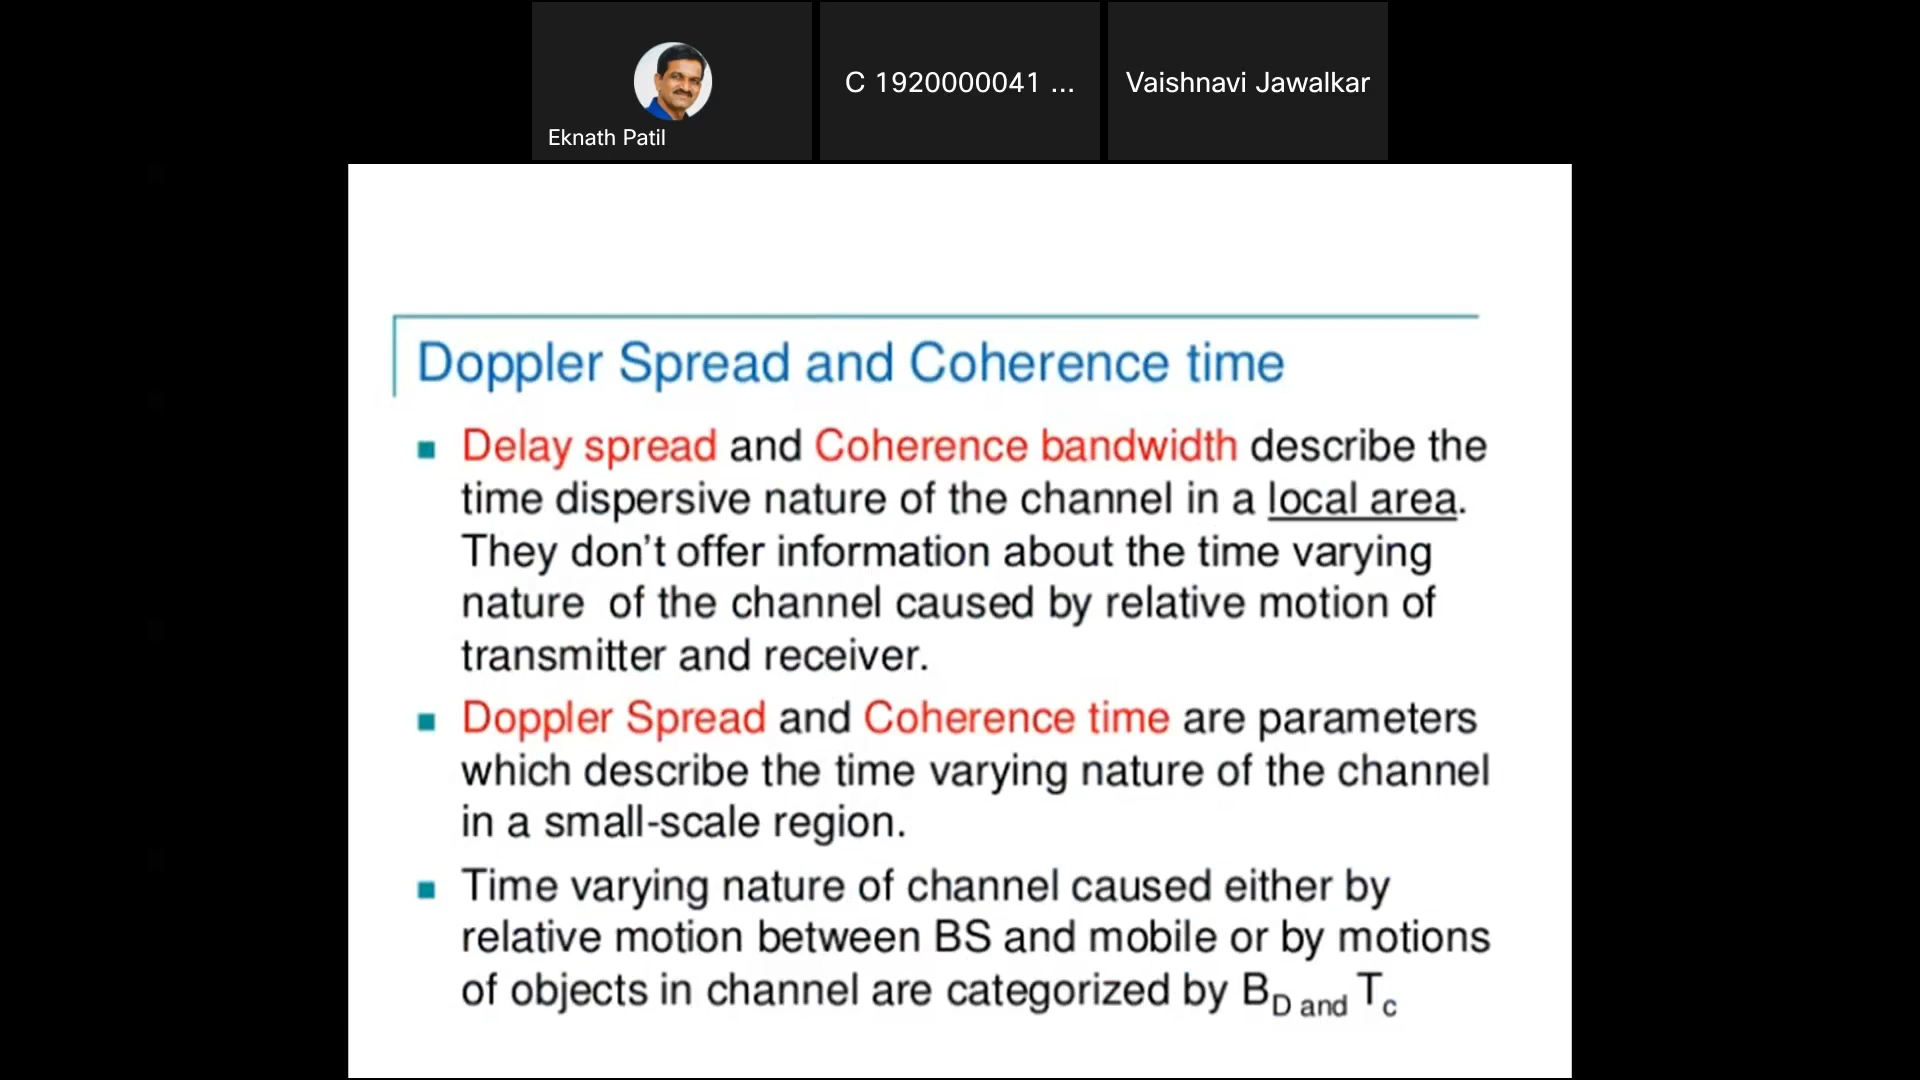 Eknath Patil
C 1920000041 ...
Vaishnavi Jawalkar
Doppler Spread and Coherence time
Delay spread and Coherence bandwidth describe the
time dispersive nature of the channel in a local area.
They don’t offer information about the time varying
nature of the channel caused by relative motion of
transmitter and receiver.
Doppler Spread and Coherence time are parameters
which describe the time varying nature of the channel
in a small-scale region.
Time varying nature of channel caused either by
relative motion between BS and mobile or by motions
of objects in channel are categorized by BD and Tc